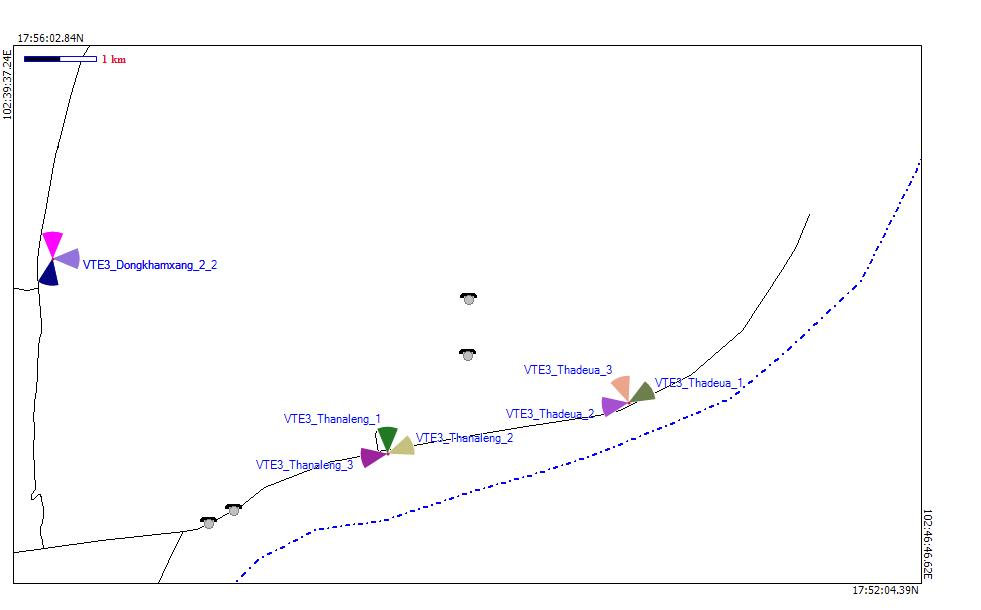 17:56:02.84N
102:39:37.24E
1 km
VTE3_Dongkhamxang_2_2
VTE3_Thadeua_3
VTE3_Thadeua_1
VTE3_Thadeua_2
VTE3_Thanaleng_1
VTE3_Thanaleng_2
VTE3_Thanaleng_3
102:46:46.62E
17:52:04.39N